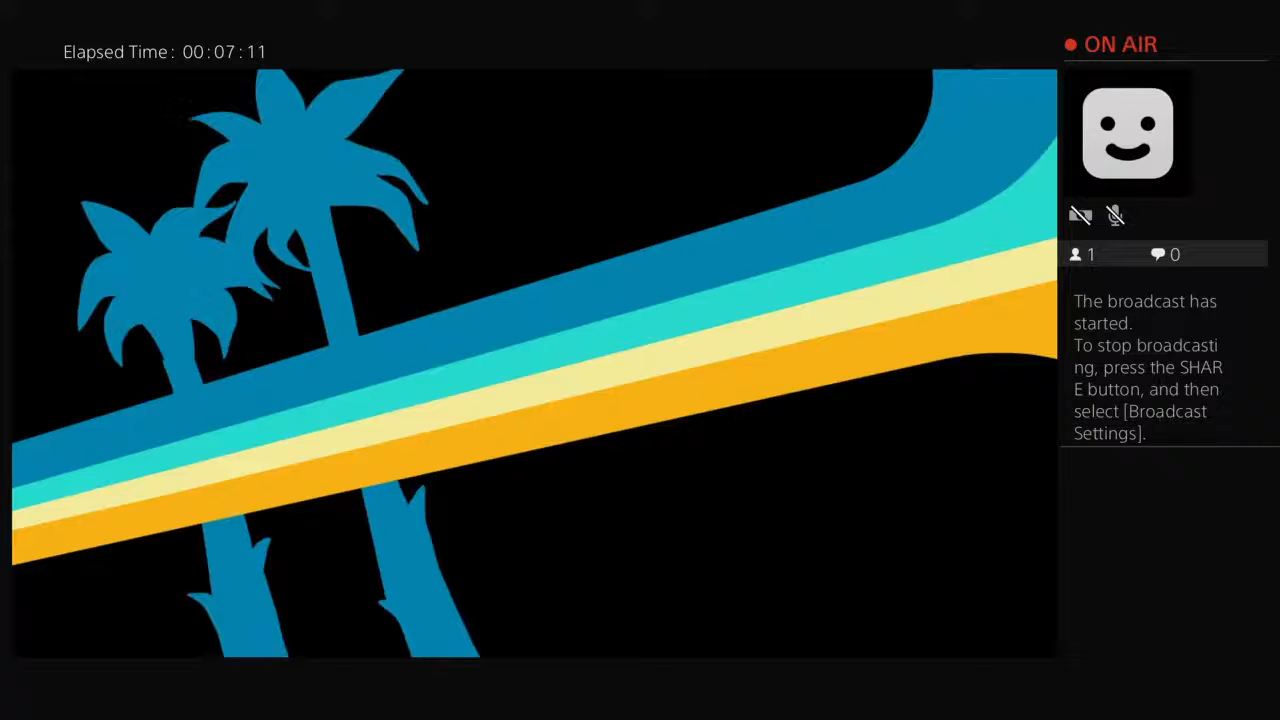 Elapsed Time: 00:07:11
ON AIR
1
0
The broadcast has
started.
To stop broadcasti
ng, press the SHAR
E button, and then
select [Broadcast
Settings].